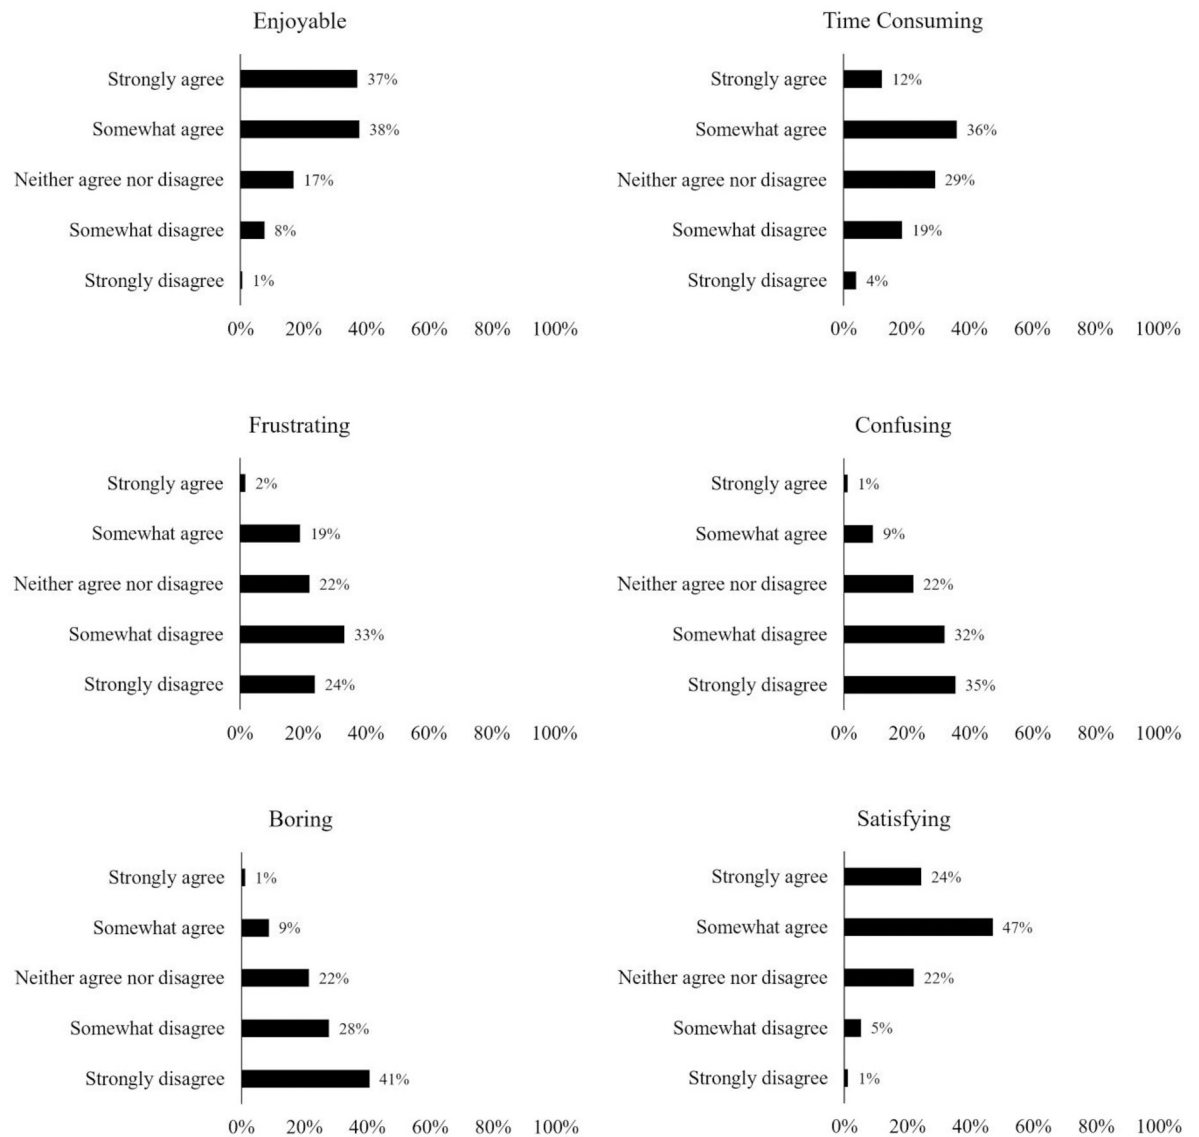 Enjoyable
Strongly agree 37%
Somewhat agree 38%
Neither agree nor disagree 17%
Somewhat disagree 8%
Strongly disagree 1%
0% 20% 40% 60% 80% 100%
Time Consuming
Strongly agree 12%
Somewhat agree 36%
Neither agree nor disagree 29%
Somewhat disagree 19%
Strongly disagree 4%
0% 20% 40% 60% 80% 100%
Frustrating
Strongly agree 2%
Somewhat agree 19%
Neither agree nor disagree 22%
Somewhat disagree 33%
Strongly disagree 24%
0% 20% 40% 60% 80% 100%
Confusing
Strongly agree 1%
Somewhat agree 9%
Neither agree nor disagree 22%
Somewhat disagree 32%
Strongly disagree 35%
0% 20% 40% 60% 80% 100%
Boring
Strongly agree 1%
Somewhat agree 9%
Neither agree nor disagree 22%
Somewhat disagree 28%
Strongly disagree 41%
0% 20% 40% 60% 80% 100%
Satisfying
Strongly agree 24%
Somewhat agree 47%
Neither agree nor disagree 22%
Somewhat disagree 5%
Strongly disagree 1%
0% 20% 40% 60% 80% 100%